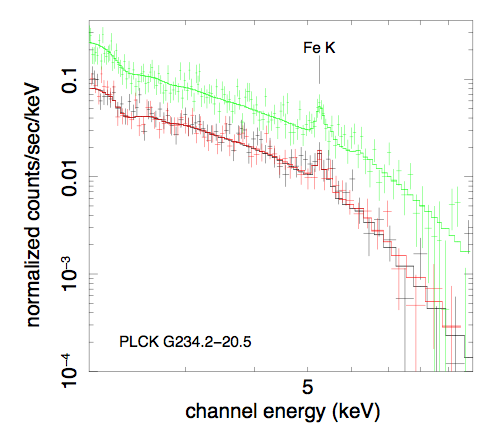 Fe K
normalized counts/sec/keV
0.1
0.01
10−3
10−4
PLCK G234.2−20.5
5
channel energy (keV)